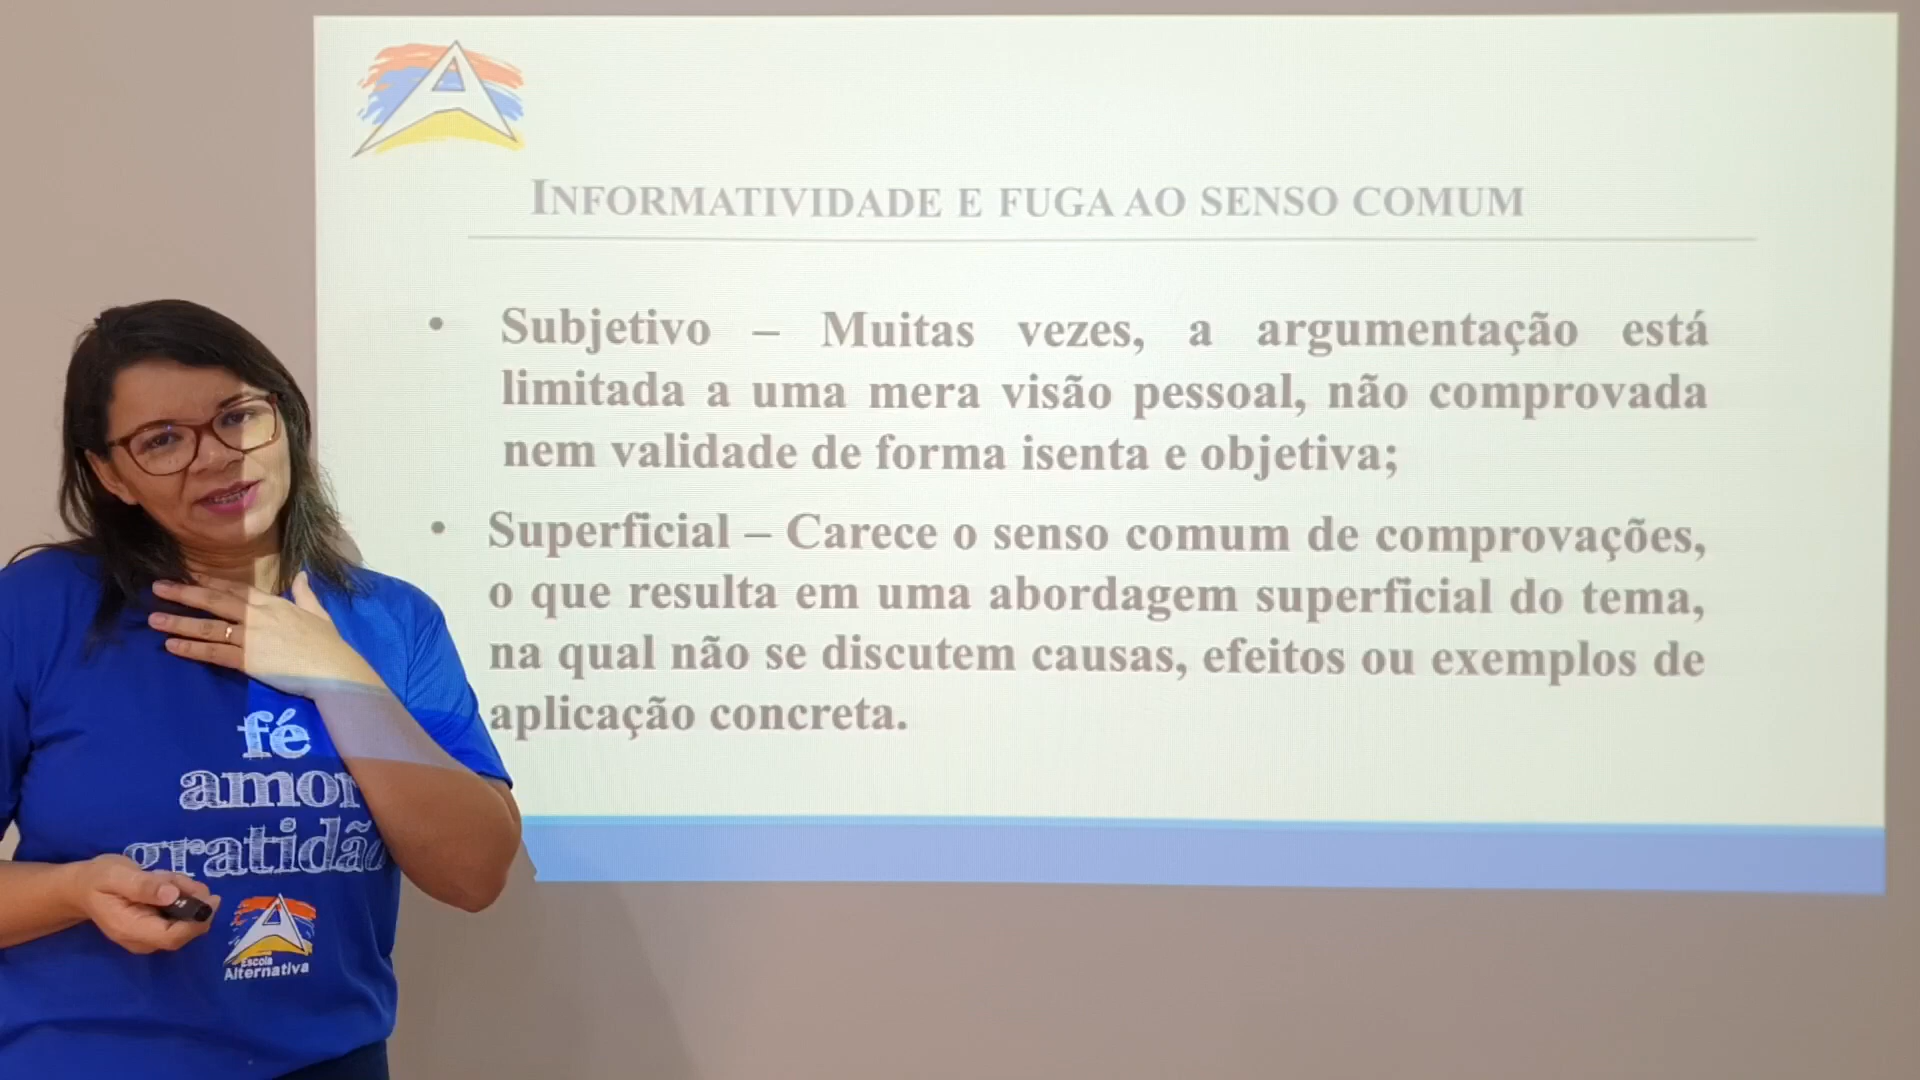 INFORMATIVIDADE E FUGA AO SENSO COMUM
• Subjetivo – Muitas vezes, a argumentação está
limitada a uma mera visão pessoal, não comprovada
nem validade de forma isenta e objetiva;
• Superficial – Carece o senso comum de comprovações,
o que resulta em uma abordagem superficial do tema,
na qual não se discutem causas, efeitos ou exemplos de
aplicação concreta.
fé
amor
gratidão
Escola
Alternativa